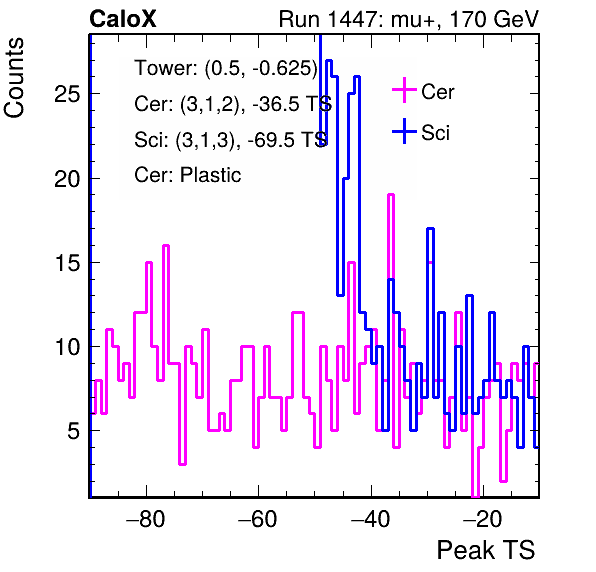 CaloX Run 1447: mu+, 170 GeV
Counts
Tower: (0.5, -0.625)
Cer: (3,1,2), -36.5 TS
Sci: (3,1,3), -69.5 TS
Cer: Plastic
Cer
Sci
25
20
15
10
5
−80 −60 −40 −20
Peak TS